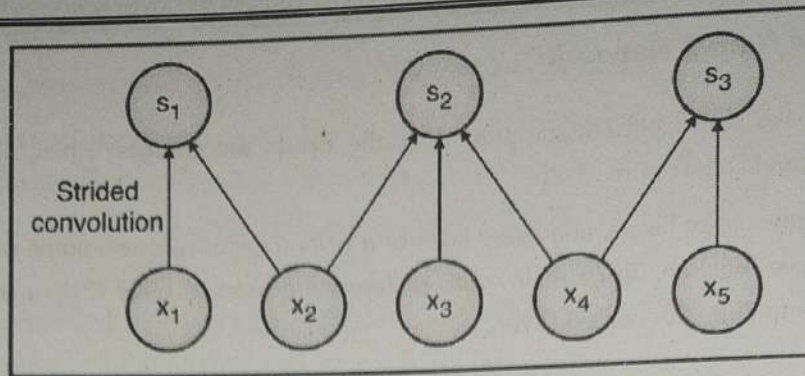 s₁ s₂ s₃
Strided
convolution
x₁ x₂ x₃ x₄ x₅